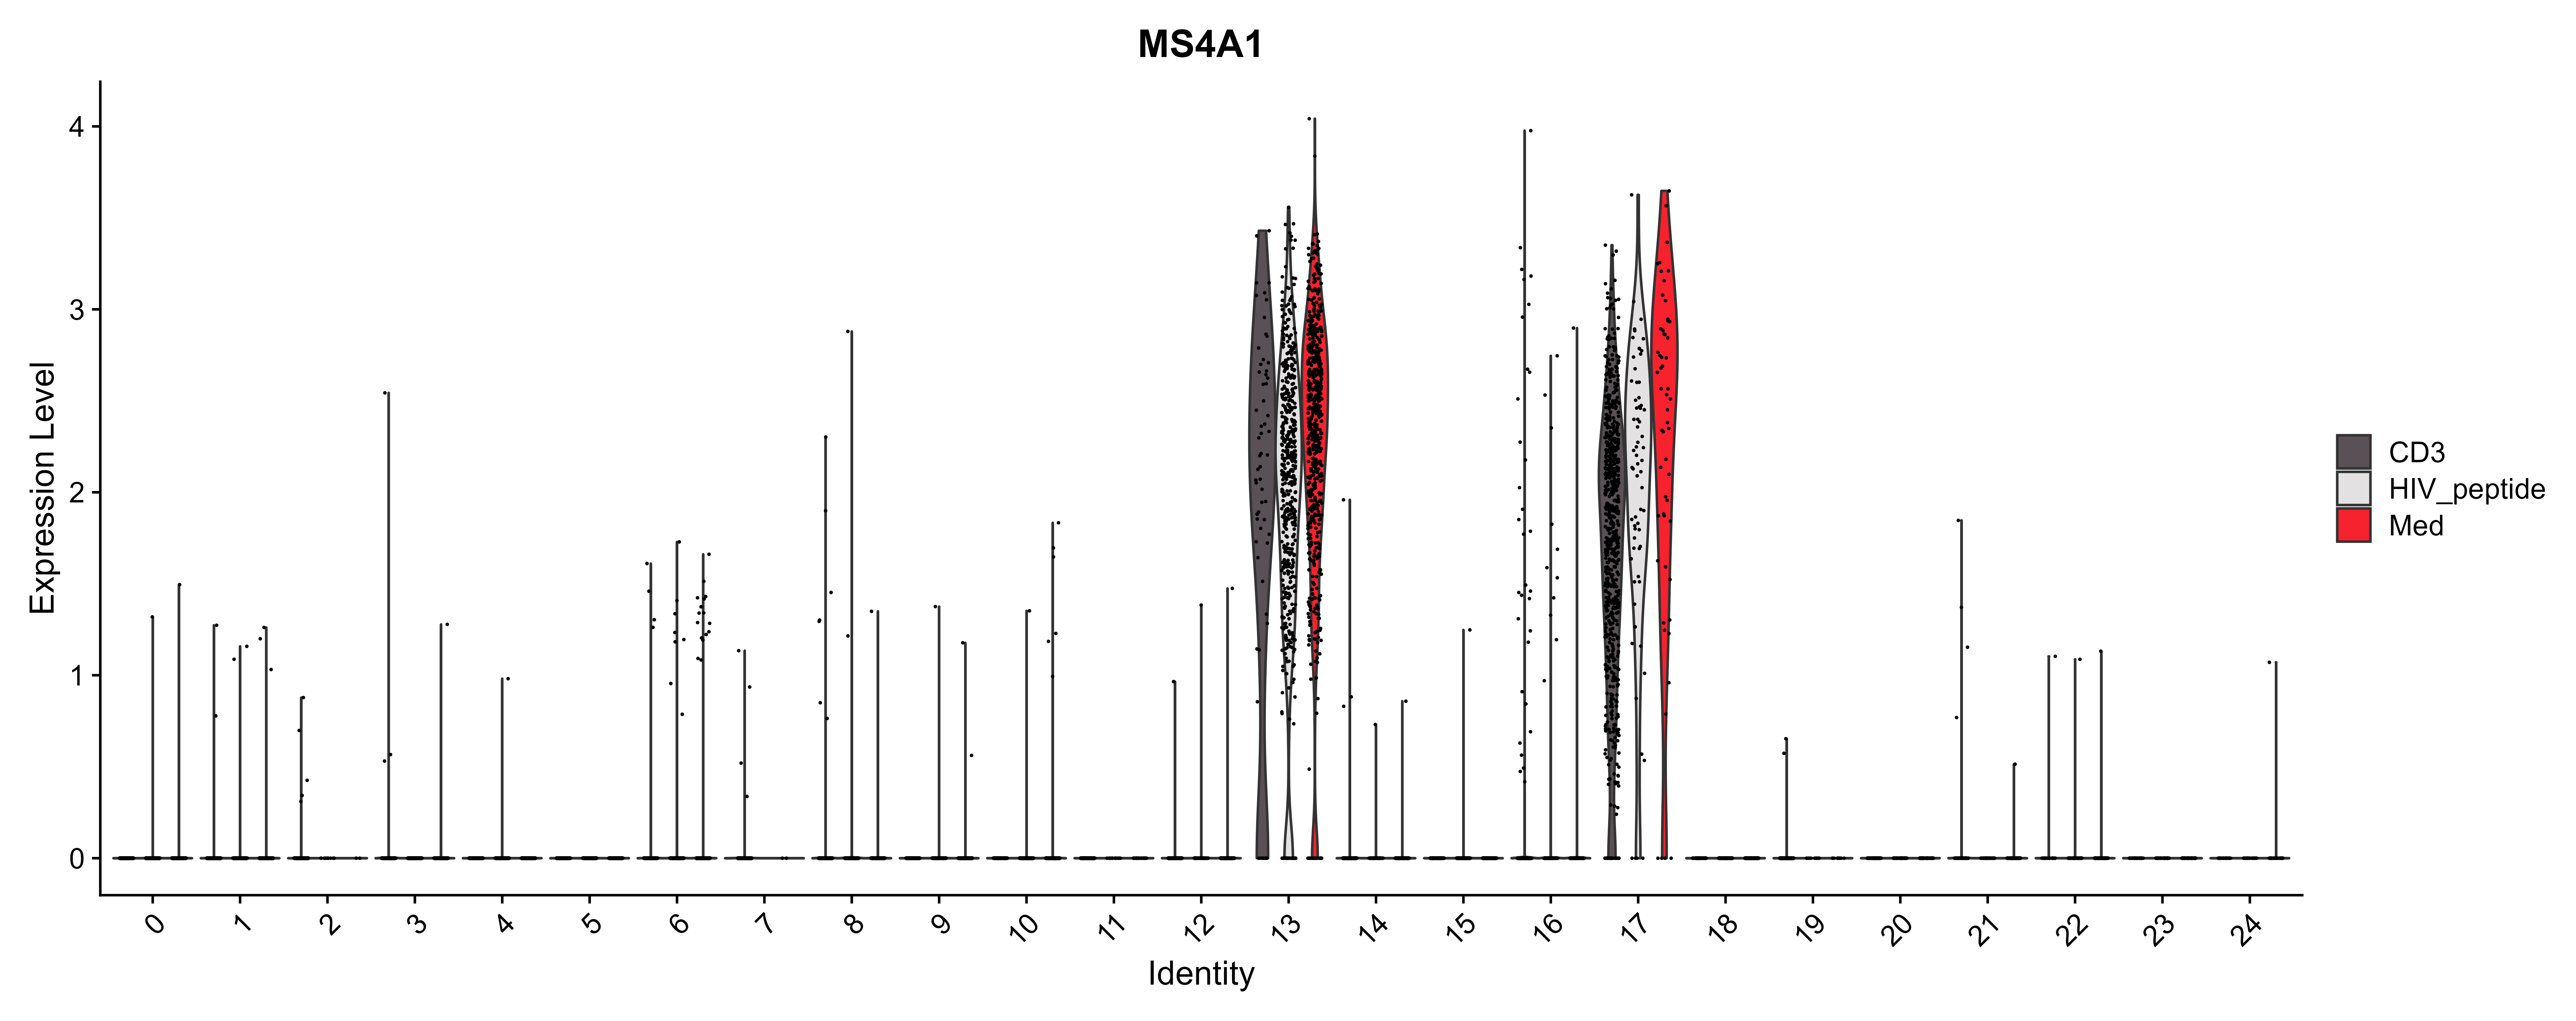 MS4A1
Expression Level
4
3
2
1
0
0 1 2 3 4 5 6 7 8 9 10 11 12 13 14 15 16 17 18 19 20 21 22 23 24
Identity
CD3
HIV_peptide
Med